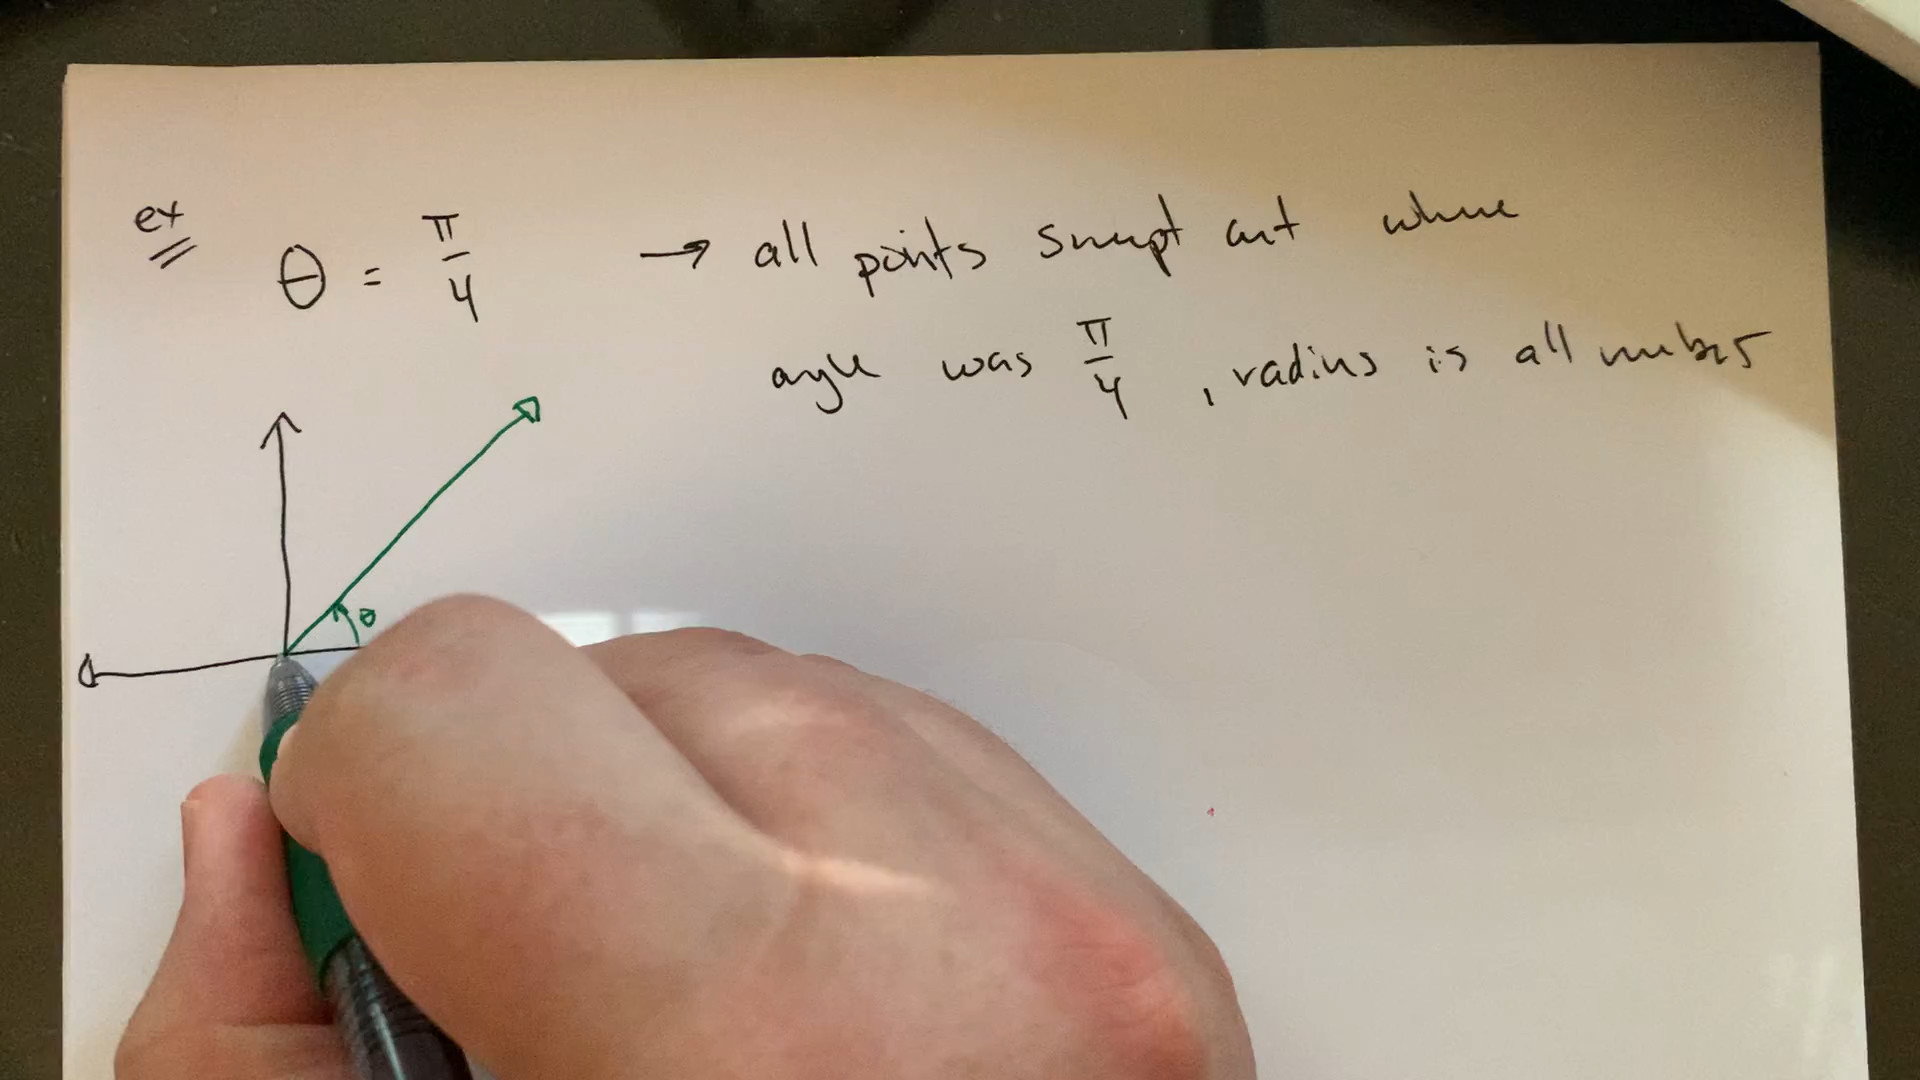 ex θ = π/4 → all points swept out where
angle was π/4, radius is all numbers
θ